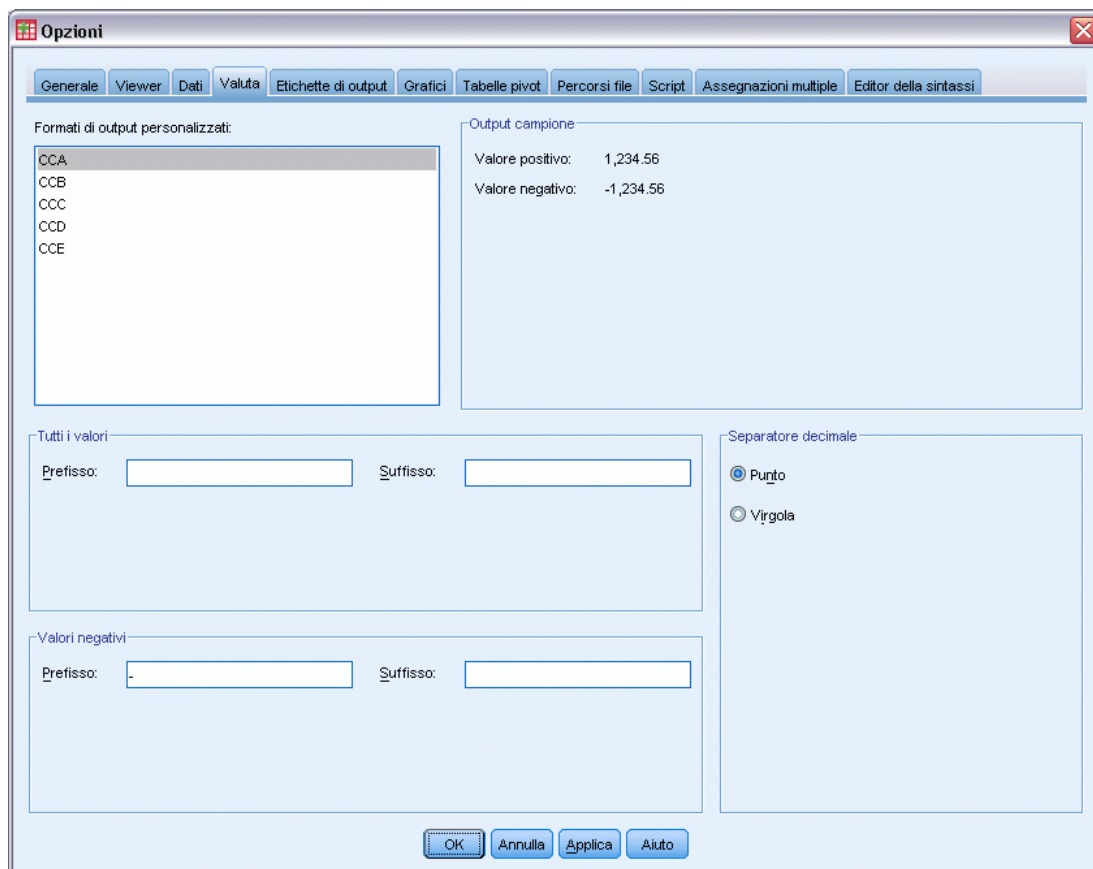 Opzioni
Generale Viewer Dati Valuta Etichette di output Grafici Tabelle pivot Percorsi file Script Assegnazioni multiple Editor della sintassi
Formati di output personalizzati:
CCA
CCB
CCC
CCD
CCE
Output campione
Valore positivo: 1,234.56
Valore negativo: -1,234.56
Tutti i valori
Prefisso: Suffisso:
Separatore decimale
Punto
Virgola
Valori negativi
Prefisso: - Suffisso:
OK Annulla Applica Aiuto